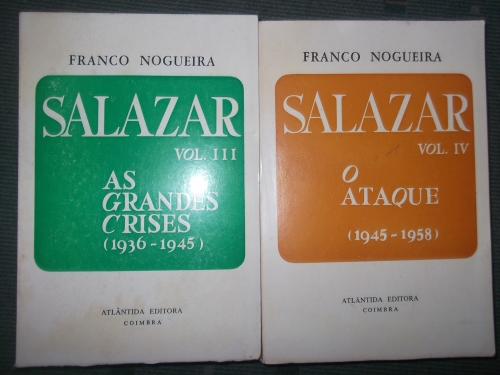 FRANCO NOGUEIRA
SALAZAR
VOL. III
AS
GRANDES
CRISES
(1936-1945)
ATLÂNTIDA EDITORA
COIMBRA
FRANCO NOGUEIRA
SALAZAR
VOL. IV
O
ATAQUE
(1945-1958)
ATLÂNTIDA EDITORA
COIMBRA